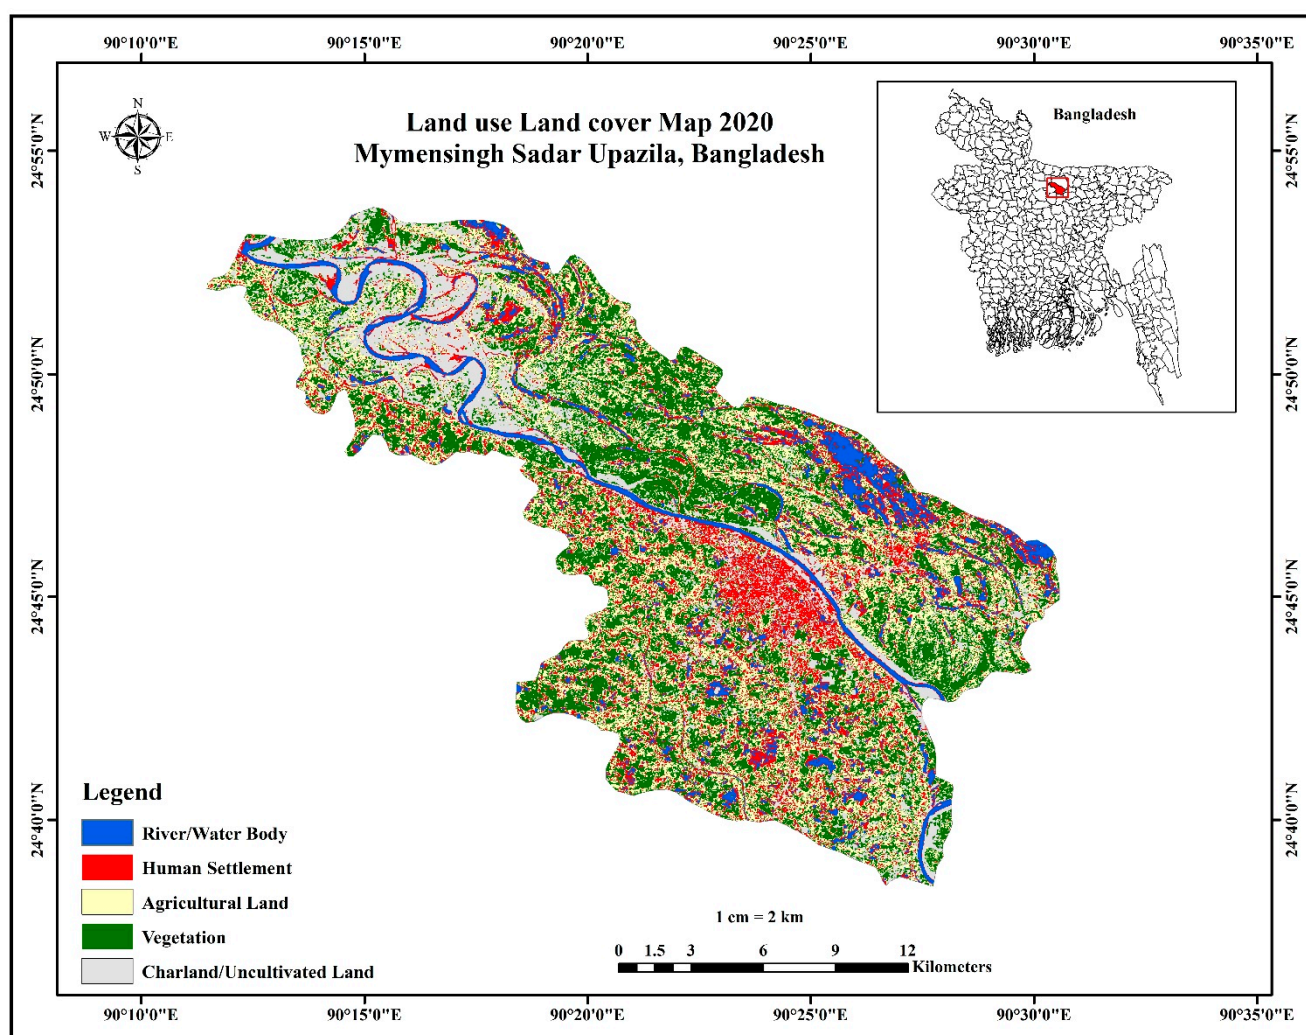 90°10'0"E 90°15'0"E 90°20'0"E 90°25'0"E 90°30'0"E 90°35'0"E
N
W E
S
Land use Land cover Map 2020
Mymensingh Sadar Upazila, Bangladesh
Bangladesh
24°55'0"N 24°55'0"N
24°50'0"N 24°50'0"N
24°45'0"N 24°45'0"N
24°40'0"N 24°40'0"N
Legend
River/Water Body
Human Settlement
Agricultural Land
Vegetation
Charland/Uncultivated Land
1 cm = 2 km
0 1.5 3 6 9 12
Kilometers
90°10'0"E 90°15'0"E 90°20'0"E 90°25'0"E 90°30'0"E 90°35'0"E